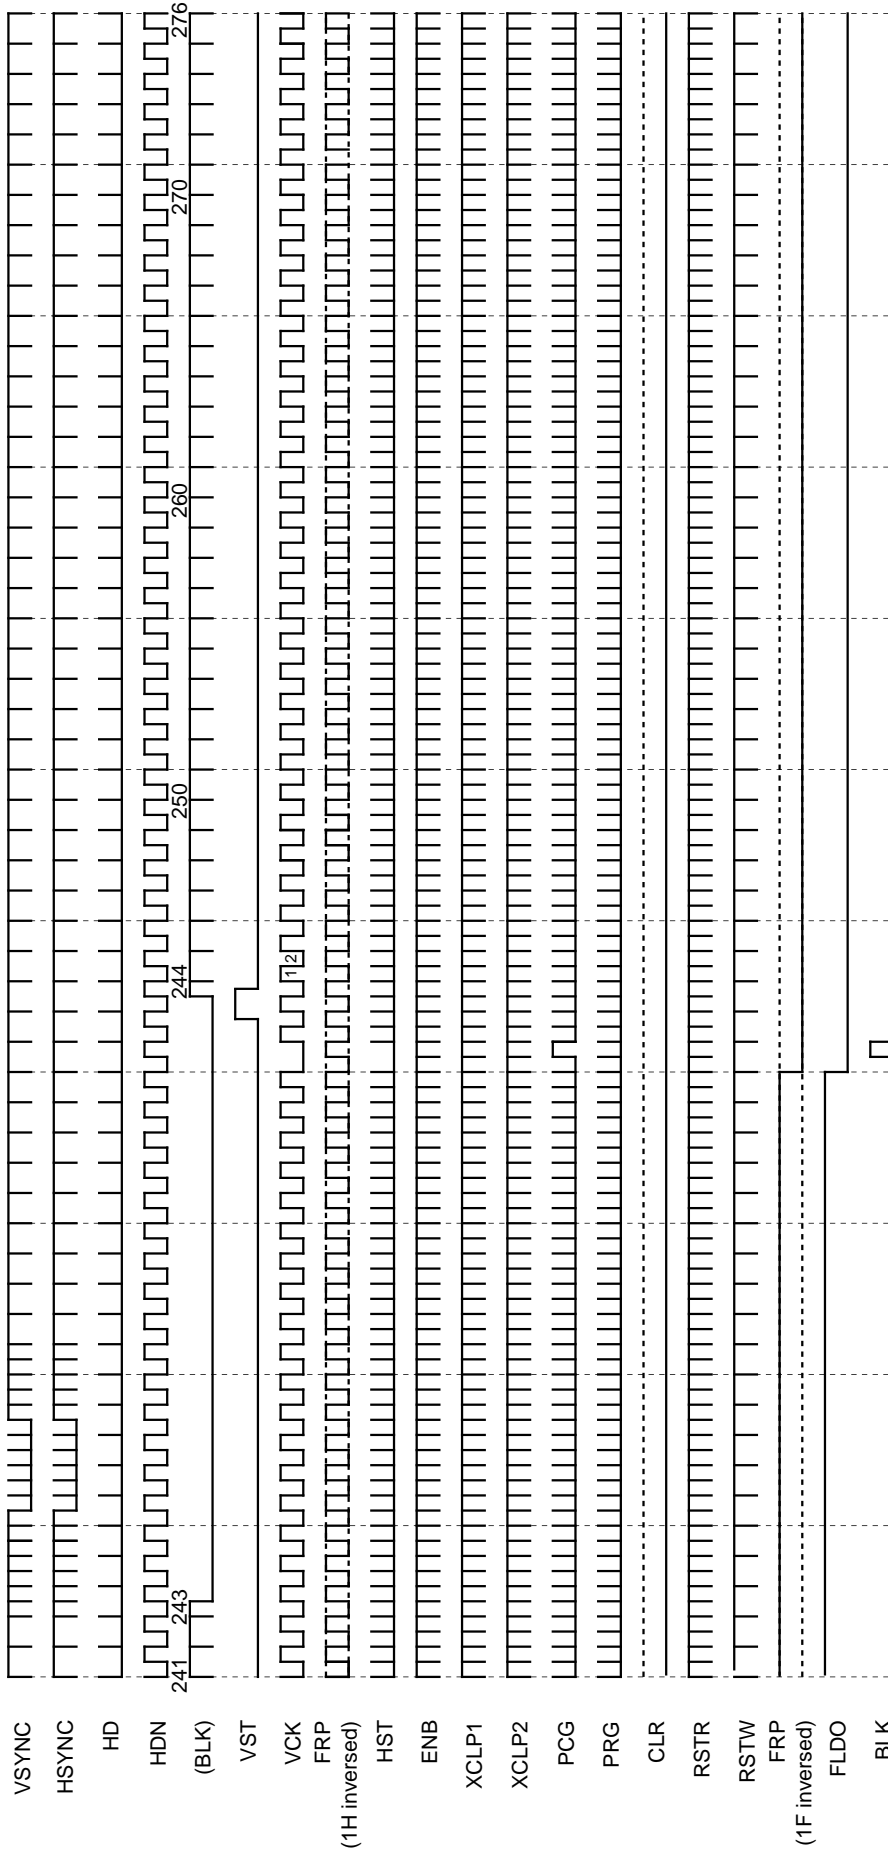 VSYNC
HSYNC
HD
HDN
(BLK)
241
243
244
250
260
270
276
VST
VCK
1 2
FRP
(1H inversed)
HST
ENB
XCLP1
XCLP2
PCG
PRG
CLR
RSTR
RSTW
FRP
(1F inversed)
FLDO
BLK